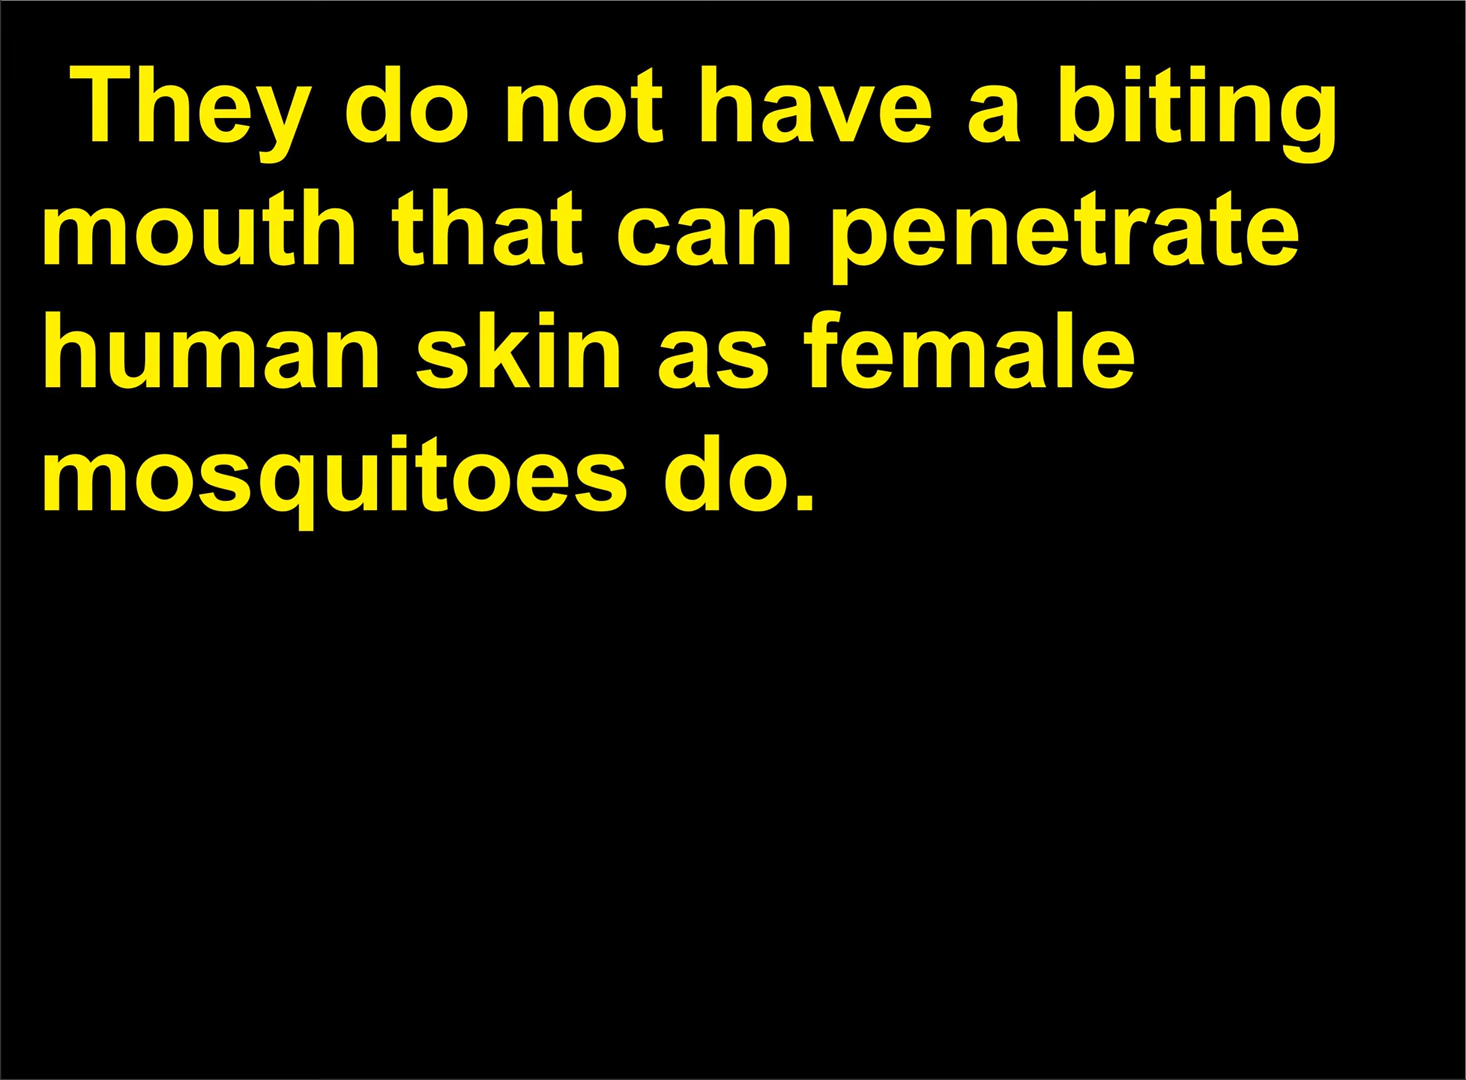 They do not have a biting
mouth that can penetrate
human skin as female
mosquitoes do.